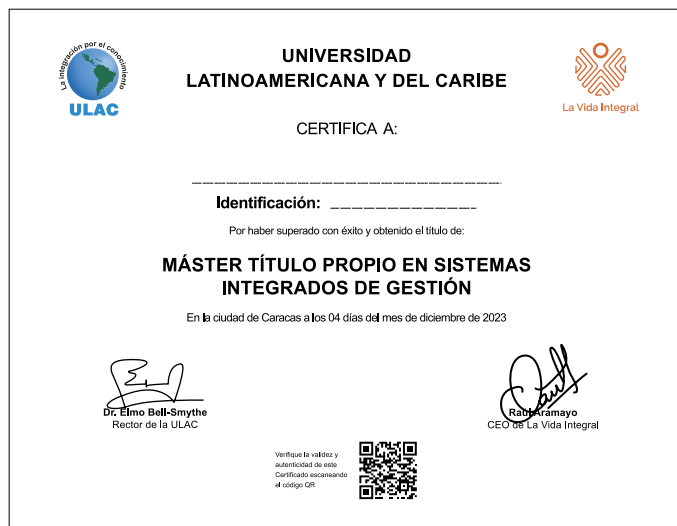 La integración por el conocimiento
ULAC
UNIVERSIDAD
LATINOAMERICANA Y DEL CARIBE
La Vida Integral
CERTIFICA A:
Identificación:
Por haber superado con éxito y obtenido el título de:
MÁSTER TÍTULO PROPIO EN SISTEMAS
INTEGRADOS DE GESTIÓN
En la ciudad de Caracas a los 04 días del mes de diciembre de 2023
Dr. Elmo Bell-Smythe
Rector de la ULAC
Raúl Aramayo
CEO de La Vida Integral
Verifique la validez y
autenticidad de este
Certificado escaneando
el código QR